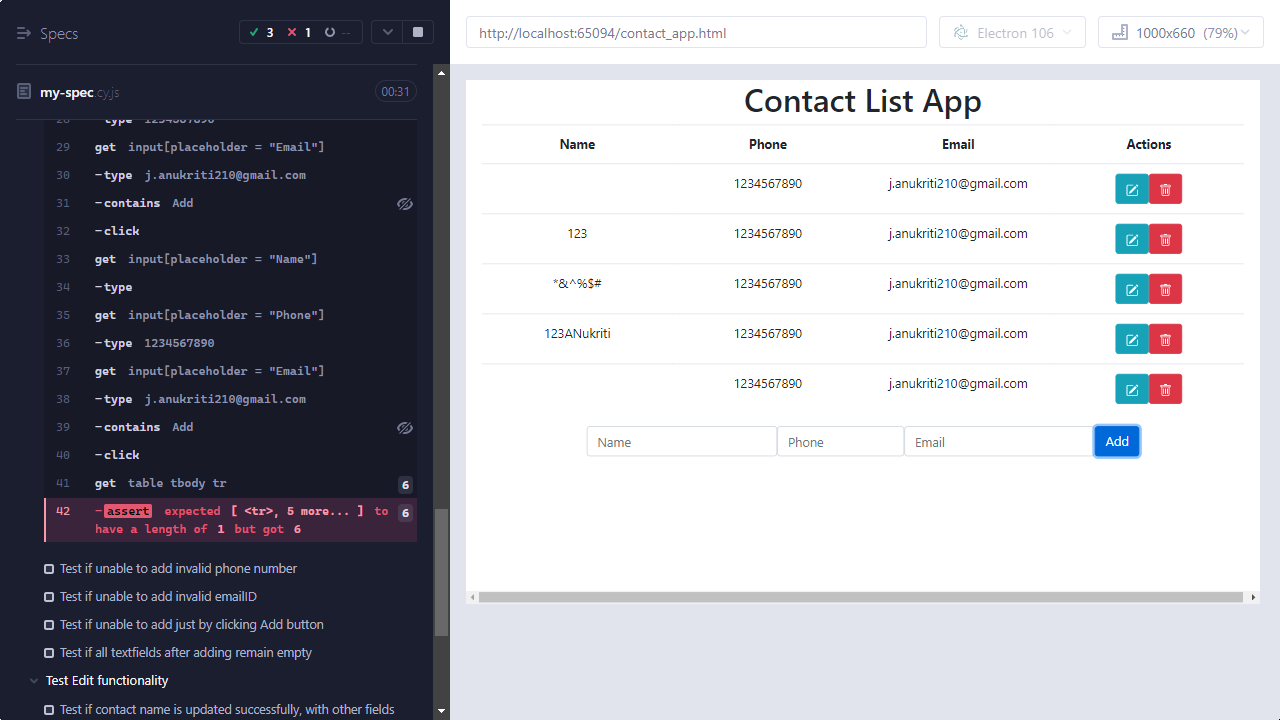 Specs
3
1
--
my-spec.cy.js
00:31
28 -type 1234567890
29 get input[placeholder = "Email"]
30 -type j.anukriti210@gmail.com
31 -contains Add
32 -click
33 get input[placeholder = "Name"]
34 -type
35 get input[placeholder = "Phone"]
36 -type 1234567890
37 get input[placeholder = "Email"]
38 -type j.anukriti210@gmail.com
39 -contains Add
40 -click
41 get table tbody tr 6
42 -assert expected [ <tr>, 5 more... ] to 6
have a length of 1 but got 6
Test if unable to add invalid phone number
Test if unable to add invalid emailID
Test if unable to add just by clicking Add button
Test if all textfields after adding remain empty
Test Edit functionality
Test if contact name is updated successfully, with other fields
http://localhost:65094/contact_app.html
Electron 106
1000x660 (79%)
Contact List App
Name Phone Email Actions
1234567890 j.anukriti210@gmail.com
123 1234567890 j.anukriti210@gmail.com
*&^%$# 1234567890 j.anukriti210@gmail.com
123ANukriti 1234567890 j.anukriti210@gmail.com
1234567890 j.anukriti210@gmail.com
Name Phone Email Add